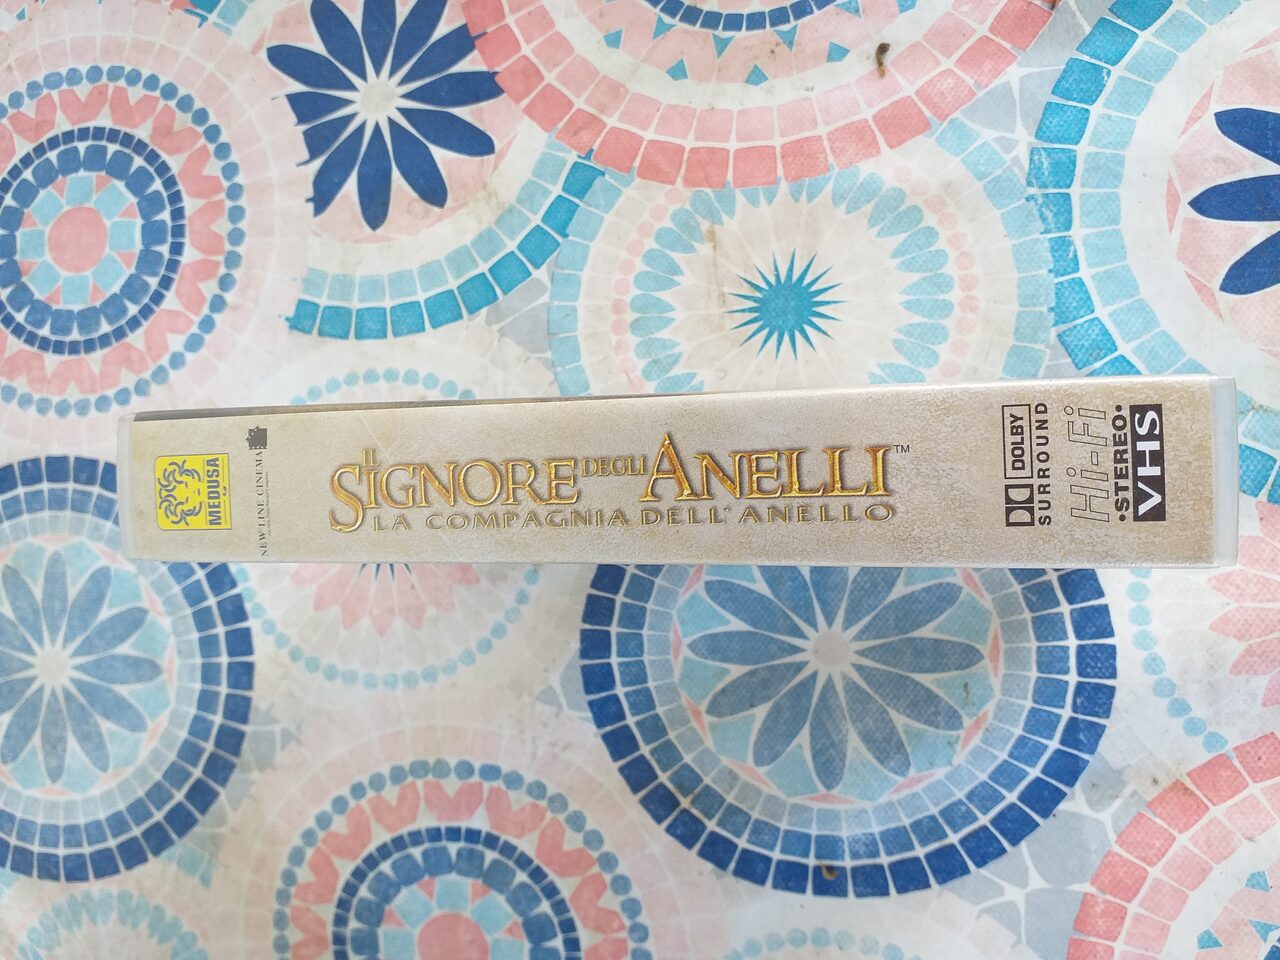 MEDUSA
NEW LINE CINEMA
IL
SIGNORE DEGLI ANELLI™
LA COMPAGNIA DELL'ANELLO
DOLBY
SURROUND
Hi-Fi
•STEREO•
VHS